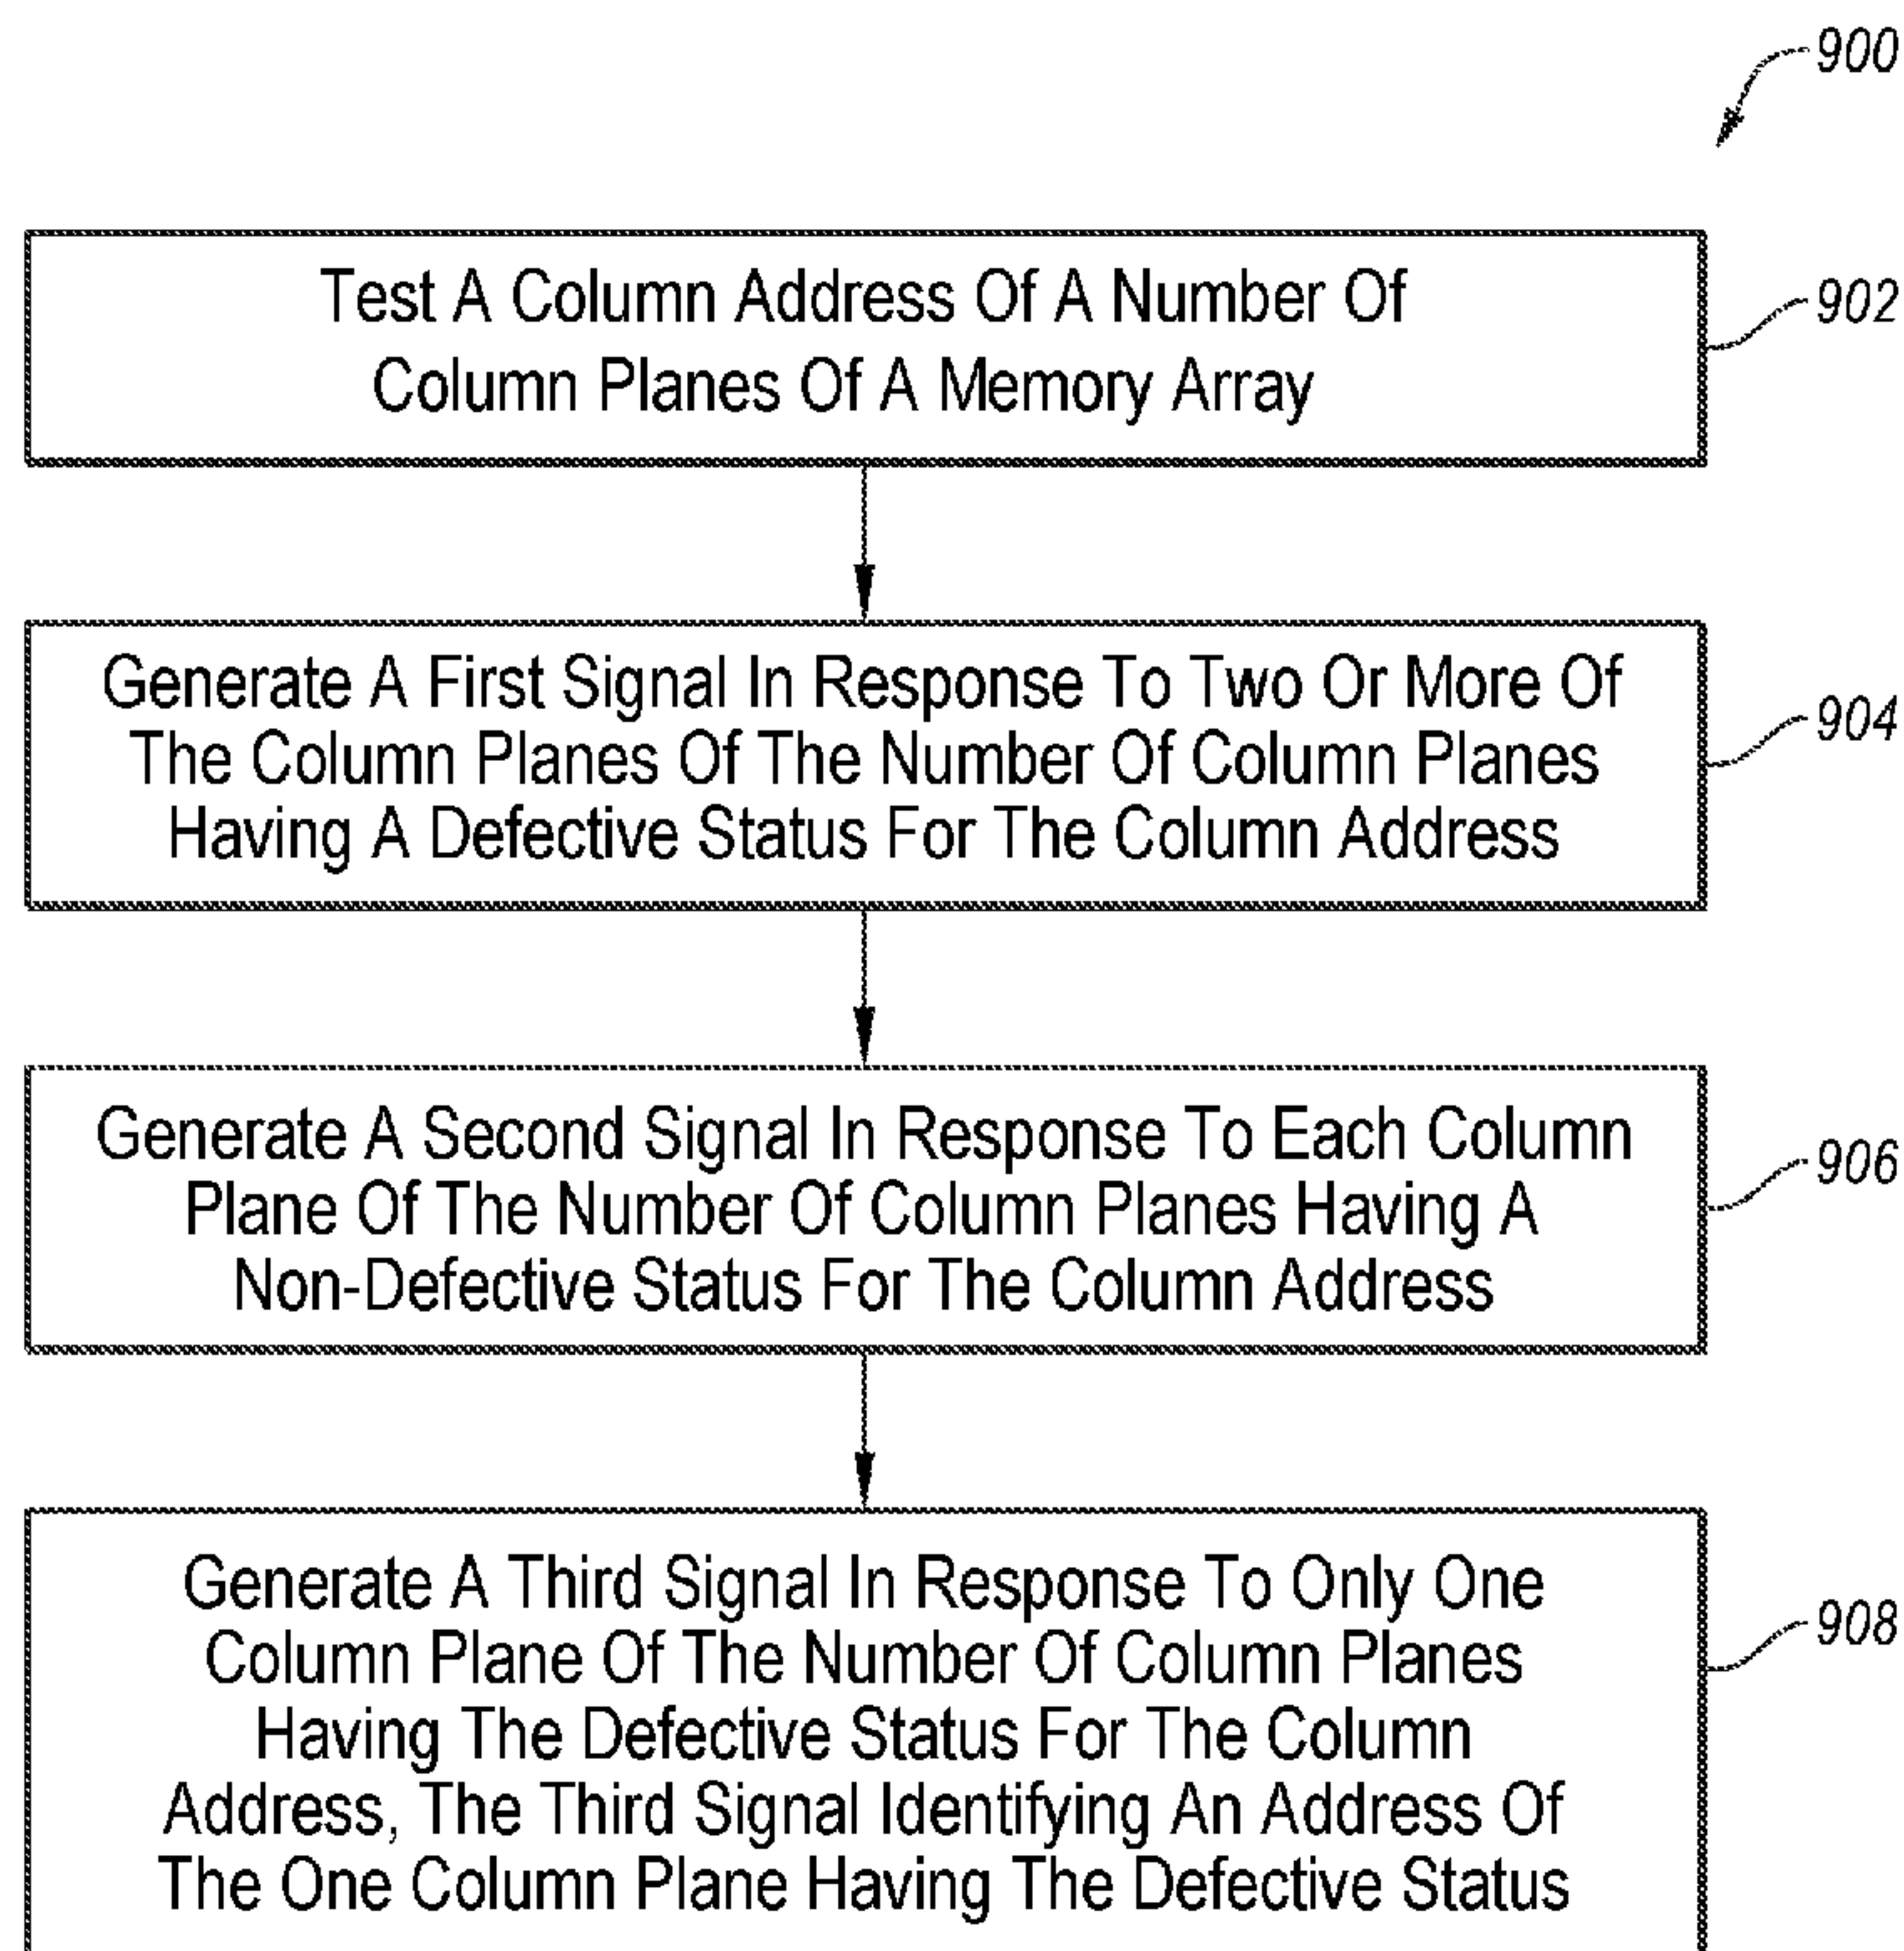 900
Test A Column Address Of A Number Of
Column Planes Of A Memory Array
902
Generate A First Signal In Response To Two Or More Of
The Column Planes Of The Number Of Column Planes
Having A Defective Status For The Column Address
904
Generate A Second Signal In Response To Each Column
Plane Of The Number Of Column Planes Having A
Non-Defective Status For The Column Address
906
Generate A Third Signal In Response To Only One
Column Plane Of The Number Of Column Planes
Having The Defective Status For The Column
Address, The Third Signal Identifying An Address Of
The One Column Plane Having The Defective Status
908